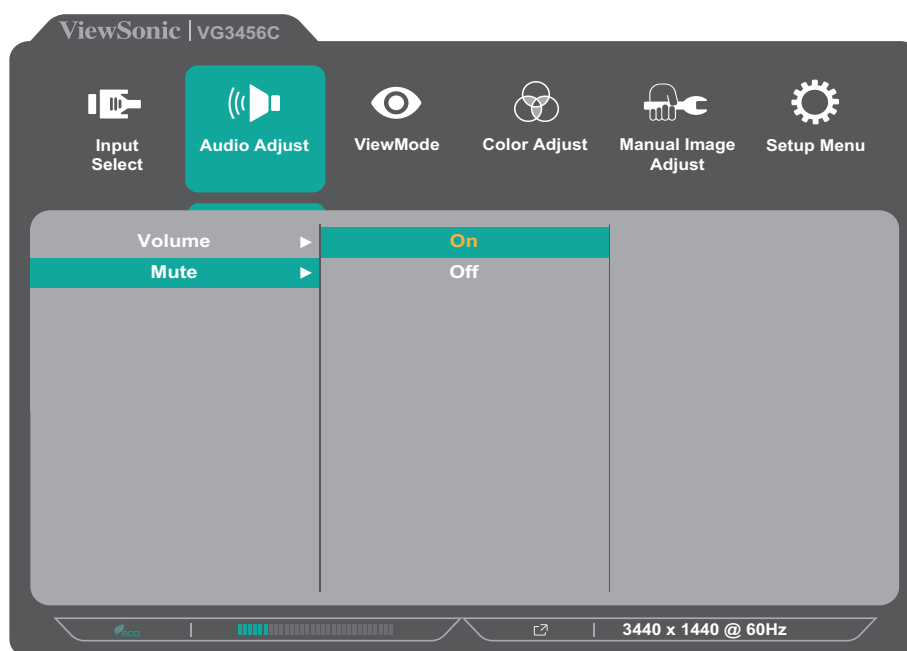 ViewSonic | VG3456C
Input Select
Audio Adjust
ViewMode
Color Adjust
Manual Image Adjust
Setup Menu
Volume ▶ On
Mute ▶ Off
ECO | 3440 x 1440 @ 60Hz